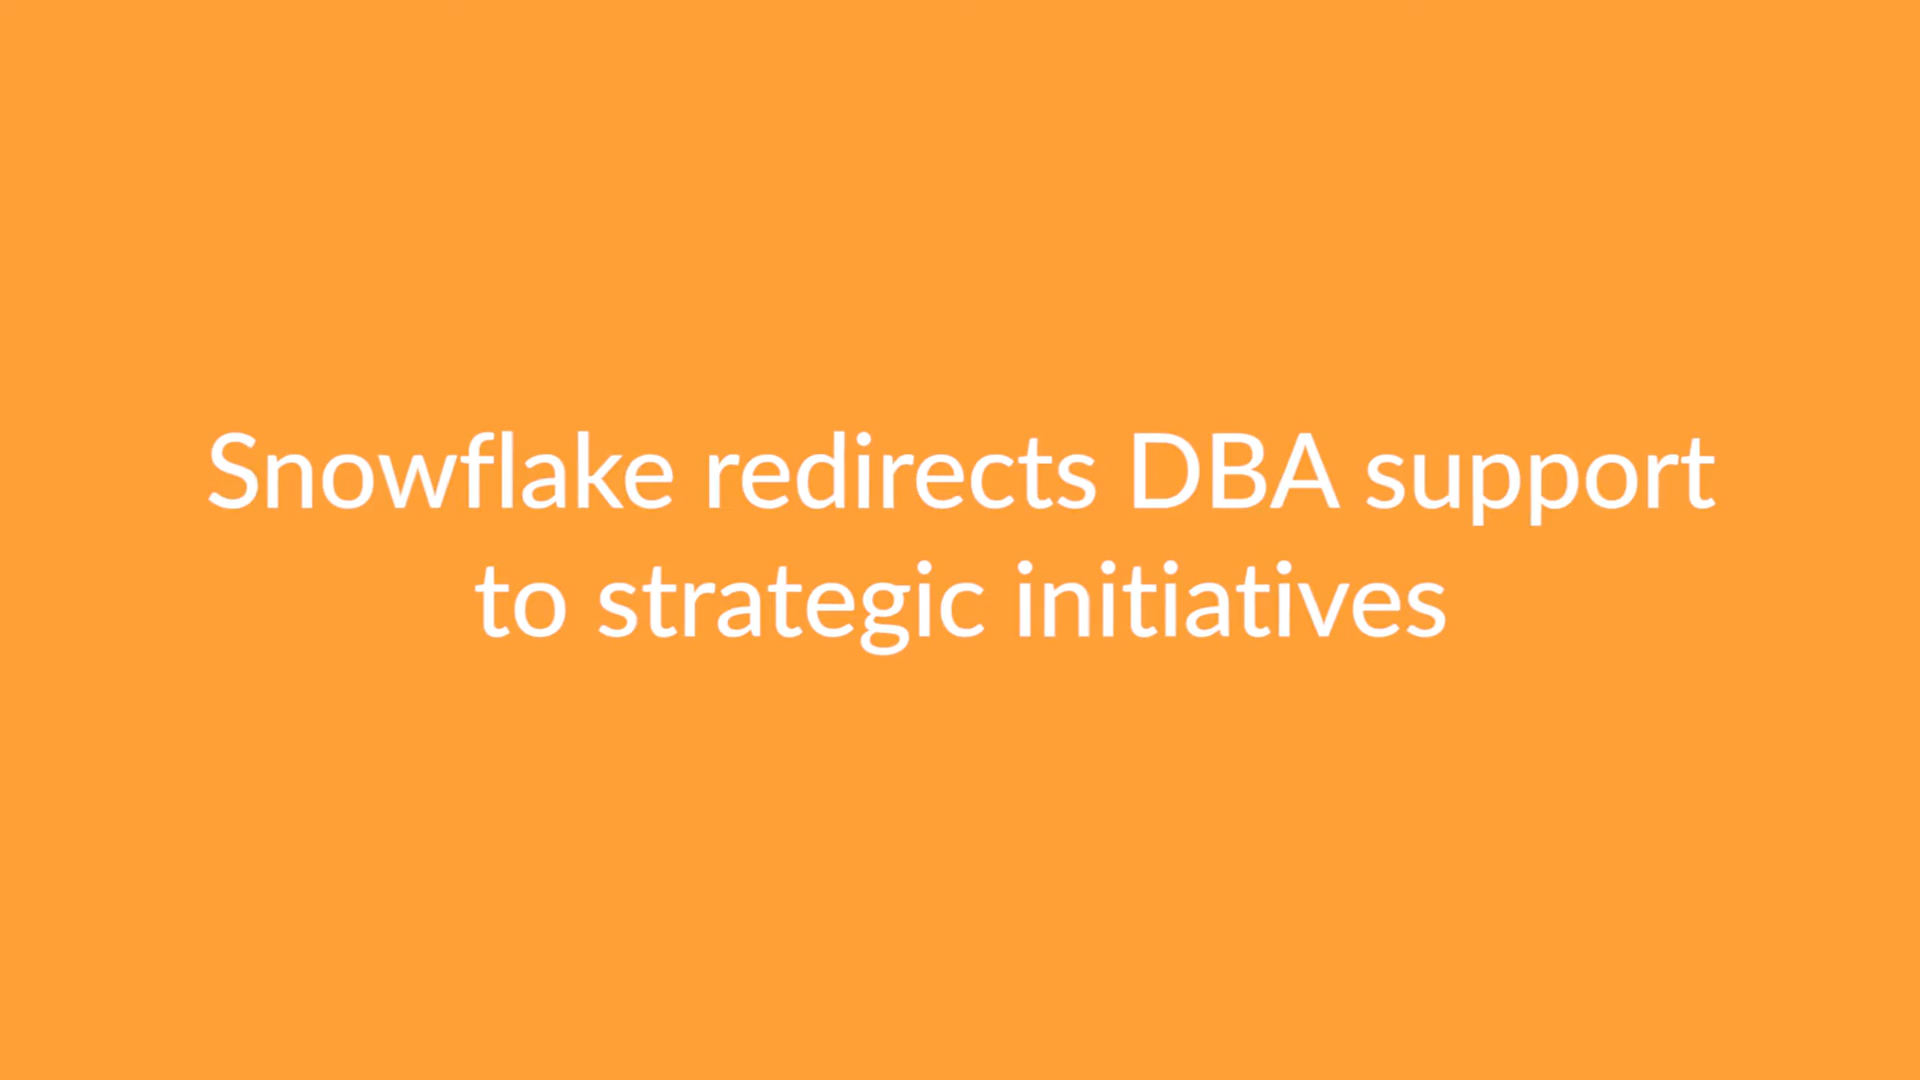 Snowflake redirects DBA support
to strategic initiatives